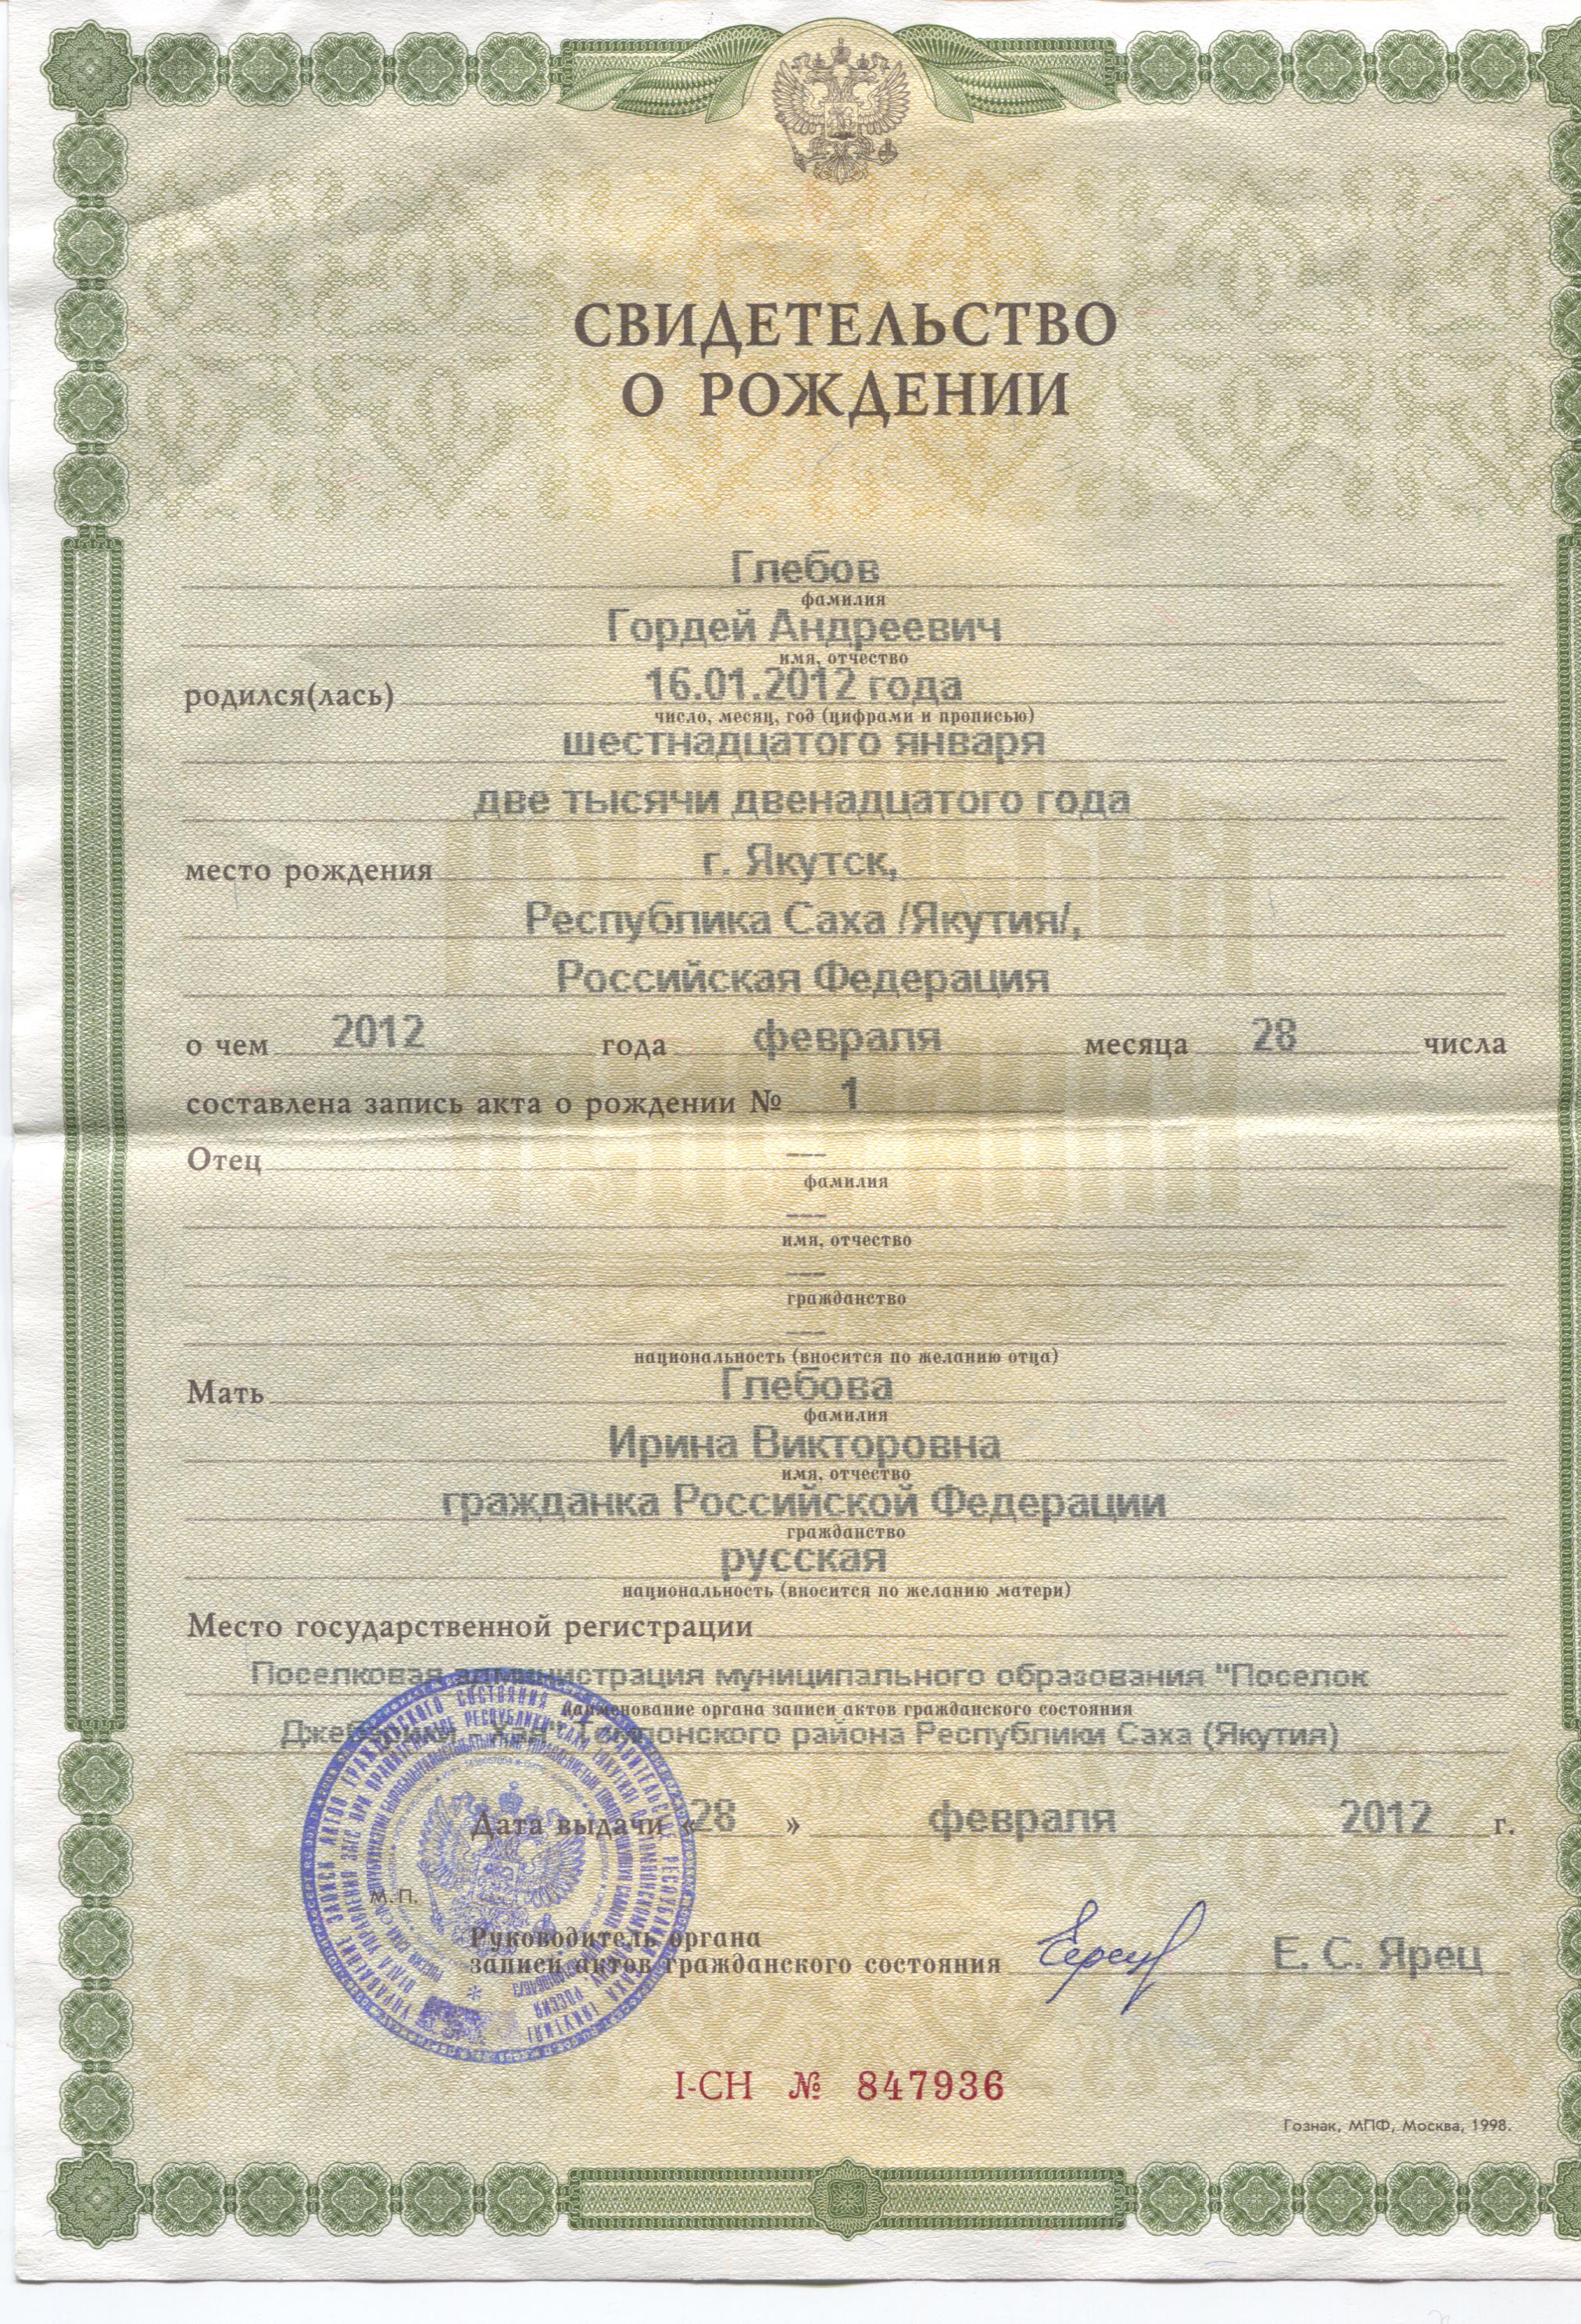 СВИДЕТЕЛЬСТВО
О РОЖДЕНИИ
Глебов
фамилия
Гордей Андреевич
имя, отчество
родился(лась) 16.01.2012 года
число, месяц, год (цифрами и прописью)
шестнадцатого января
две тысячи двенадцатого года
место рождения г. Якутск,
Республика Саха /Якутия/,
Российская Федерация
о чем 2012 года февраля месяца 28 числа
составлена запись акта о рождении № 1
Отец ---
фамилия
---
имя, отчество
---
гражданство
---
национальность (вносится по желанию отца)
Мать Глебова
фамилия
Ирина Викторовна
имя, отчество
гражданка Российской Федерации
гражданство
русская
национальность (вносится по желанию матери)
Место государственной регистрации
Поселковая администрация муниципального образования "Поселок
наименование органа записи актов гражданского состояния
Хая" Томпонского района Республики Саха (Якутия)
Дата выдачи «28 » февраля 2012 г.
М.П.
Руководитель органа
записи актов гражданского состояния Е. С. Ярец
I-СН № 847936
Гознак, МПФ, Москва, 1998.